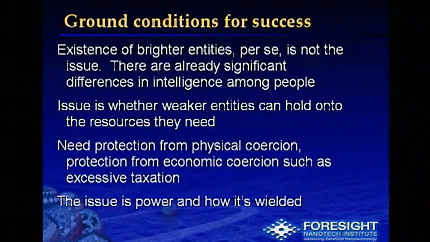 Ground conditions for success
Existence of brighter entities, per se, is not the
issue. There are already significant
differences in intelligence among people
Issue is whether weaker entities can hold onto
the resources they need
Need protection from physical coercion,
protection from economic coercion such as
excessive taxation
The issue is power and how it's wielded
FORESIGHT
NANOTECH INSTITUTE
Advancing Beneficial Nanotechnology